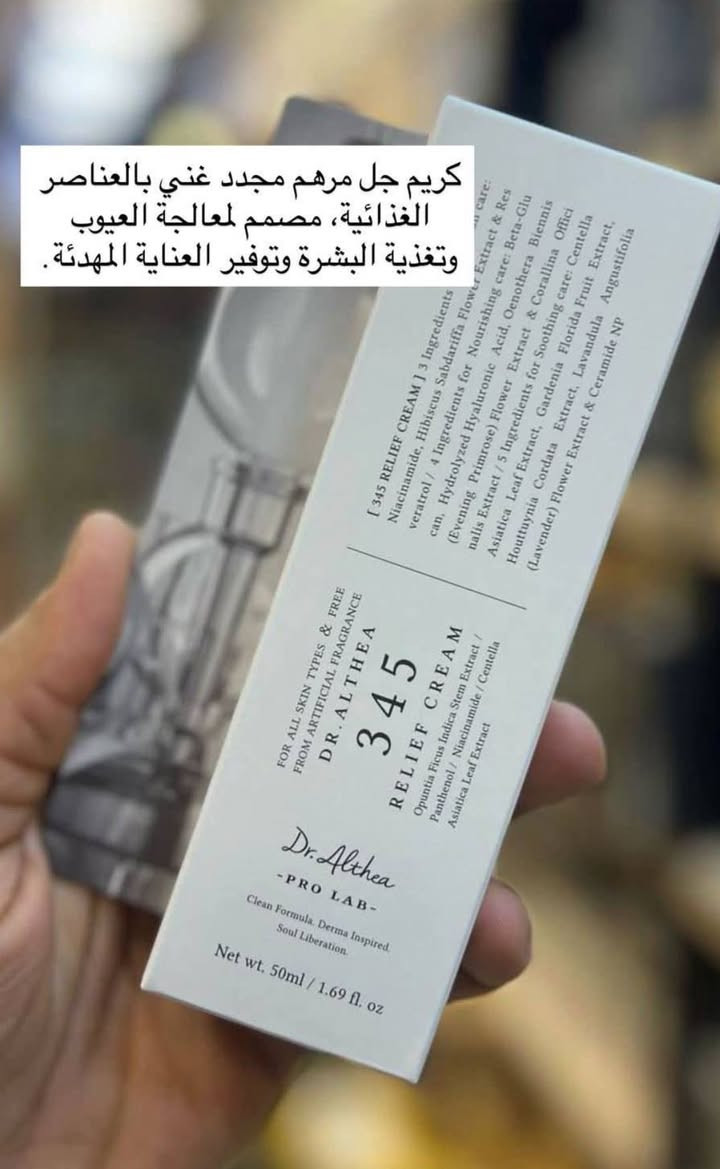 كريم جل مرهم مجدد غني بالعناصر
الغذائية، مصمم لمعالجة العيوب
وتغذية البشرة وتوفير العناية المهدئة.
[ 345 RELIEF CREAM ] 3 Ingredients
care:
Niacinamide, Hibiscus Sabdariffa Flower Extract & Res
veratrol / 4 Ingredients for Nourishing care: Beta-Glu
can, Hydrolyzed Hyaluronic Acid, Oenothera Biennis
(Evening Primrose) Flower Extract & Corallina Offici
nalis Extract / 5 Ingredients for Soothing care: Centella
Asiatica Leaf Extract, Gardenia Florida Fruit Extract,
Houttuynia Cordata Extract, Lavandula Angustifolia
(Lavender) Flower Extract & Ceramide NP
FOR ALL SKIN TYPES & FREE
FROM ARTIFICIAL FRAGRANCE
DR. ALTHEA
345
RELIEF CREAM
Opuntia Ficus Indica Stem Extract /
Panthenol / Niacinamide / Centella
Asiatica Leaf Extract
Dr. Althea
-PRO LAB-
Clean Formula. Derma Inspired.
Soul Liberation.
Net wt. 50ml / 1.69 fl. oz